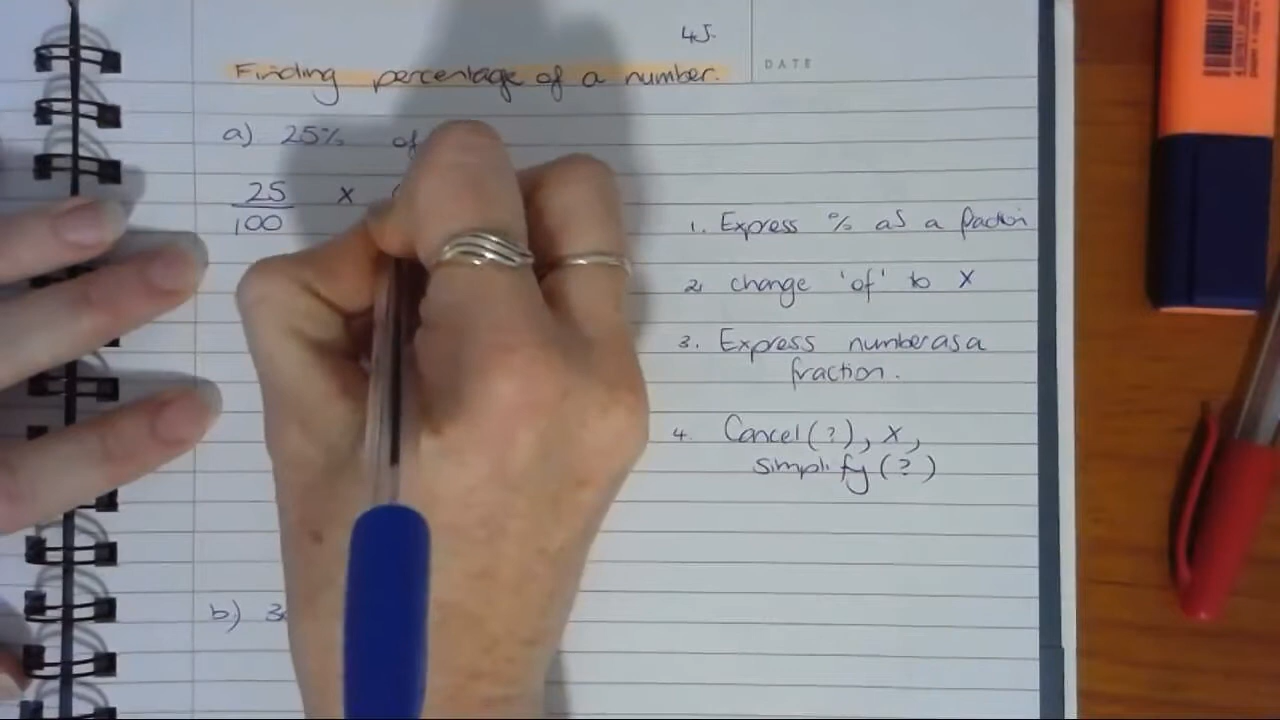 4J.
Finding percentage of a number.
DATE
a) 25% of
25 x
100
1. Express % as a fraction
2. change 'of' to x
3. Express number as a
fraction.
4. Cancel (?), x,
simplify (?)
b)